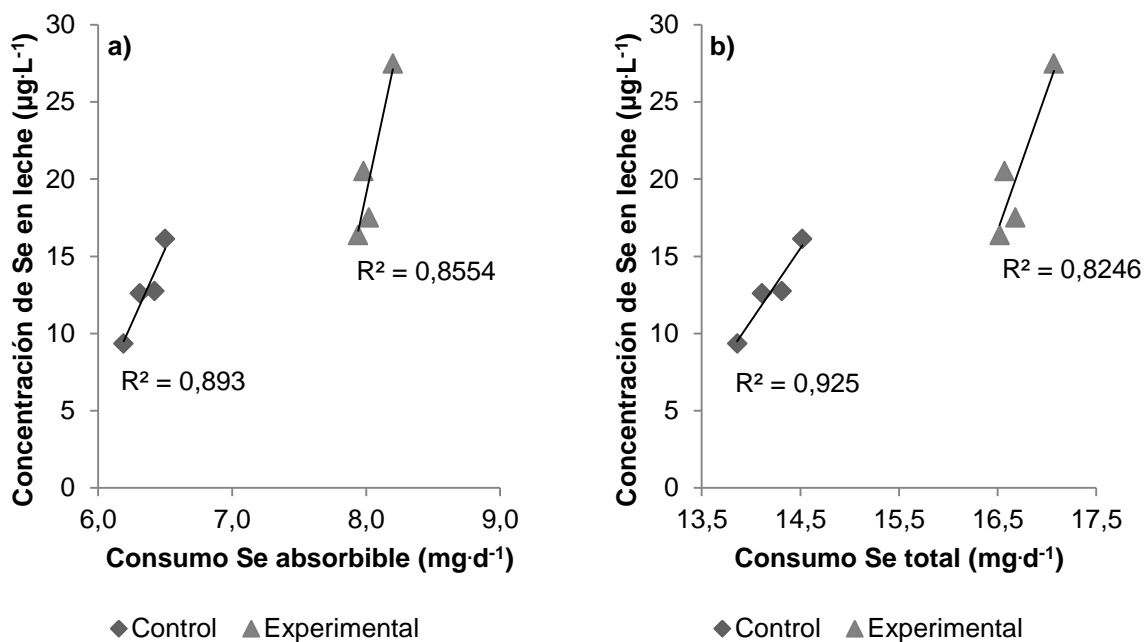 Concentración de Se en leche (µg·L⁻¹)
30
25
20
15
10
5
0
a)
R² = 0,8554
R² = 0,893
6,0 7,0 8,0 9,0
Consumo Se absorbible (mg·d⁻¹)
Control Experimental
Concentración de Se en leche (µg·L⁻¹)
30
25
20
15
10
5
0
b)
R² = 0,8246
R² = 0,925
13,5 14,5 15,5 16,5 17,5
Consumo Se total (mg·d⁻¹)
Control Experimental